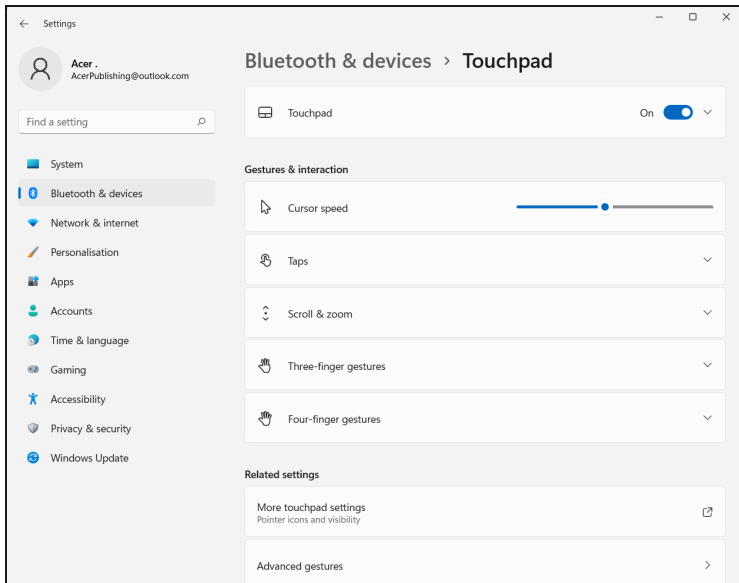 Settings
Acer .
AcerPublishing@outlook.com
Find a setting
System
Bluetooth & devices
Network & internet
Personalisation
Apps
Accounts
Time & language
Gaming
Accessibility
Privacy & security
Windows Update
Bluetooth & devices > Touchpad
Touchpad On
Gestures & interaction
Cursor speed
Taps
Scroll & zoom
Three-finger gestures
Four-finger gestures
Related settings
More touchpad settings
Pointer icons and visibility
Advanced gestures